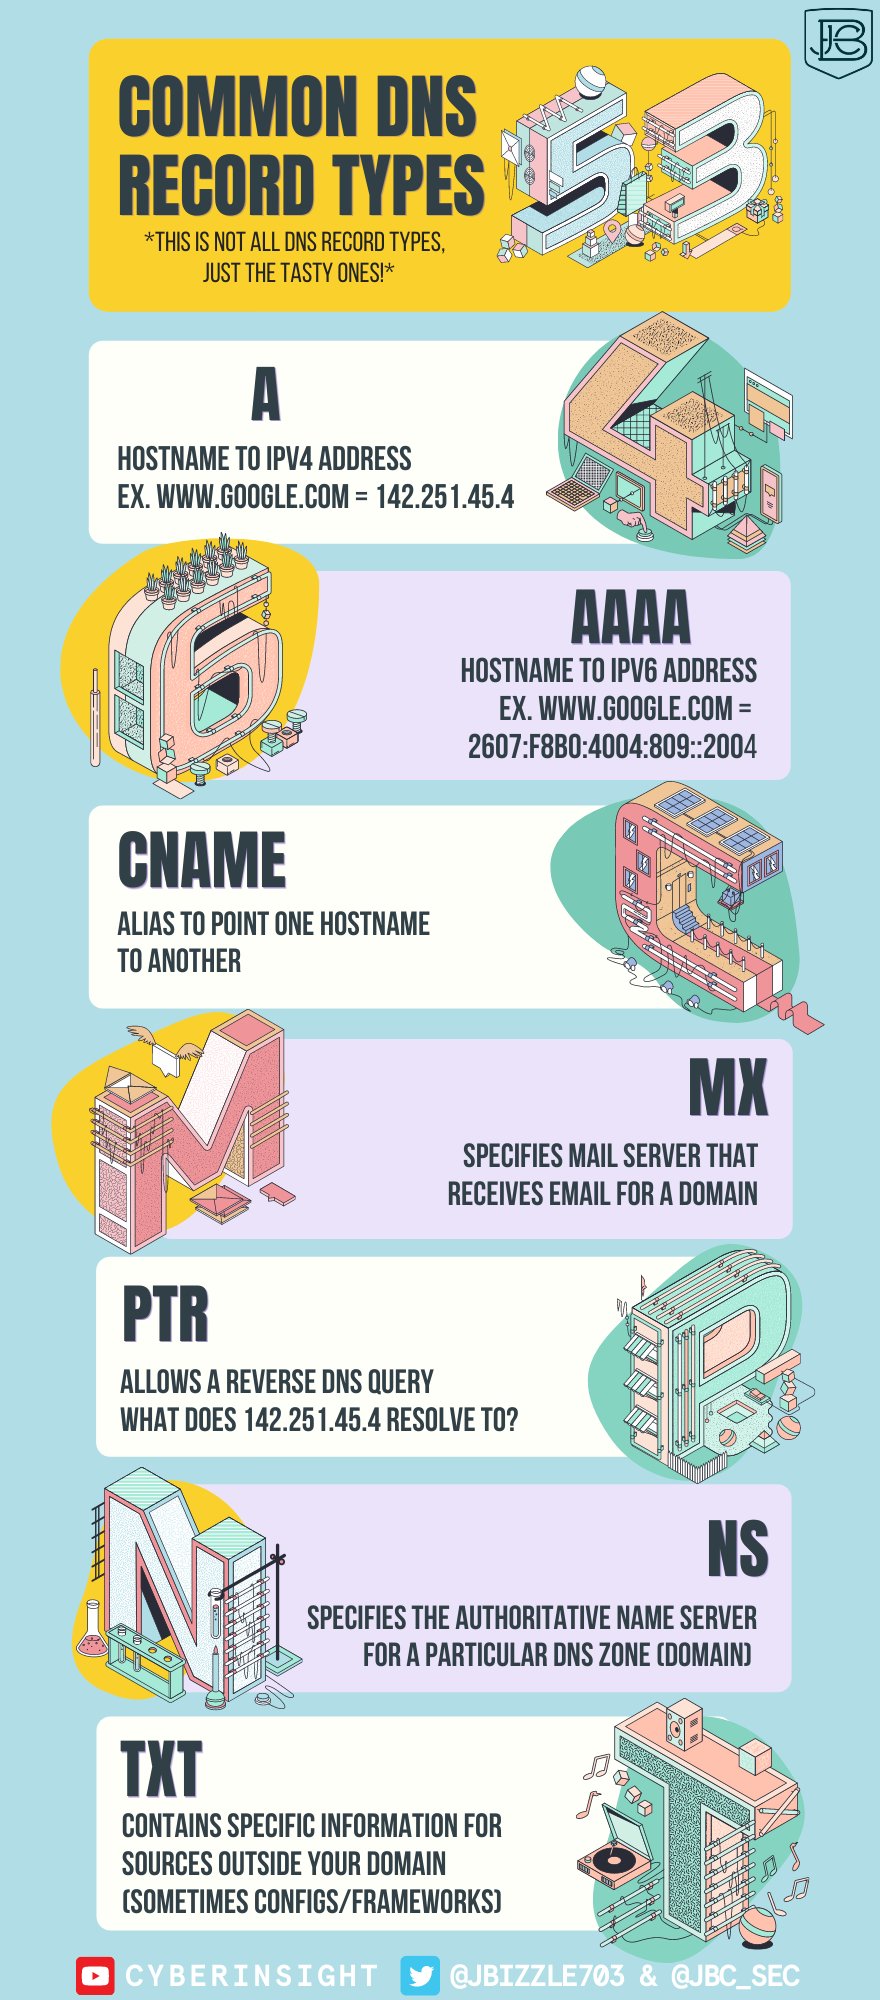 JBC
COMMON DNS
RECORD TYPES
*THIS IS NOT ALL DNS RECORD TYPES,
JUST THE TASTY ONES!*
53
A
HOSTNAME TO IPV4 ADDRESS
EX. WWW.GOOGLE.COM = 142.251.45.4
4
6
AAAA
HOSTNAME TO IPV6 ADDRESS
EX. WWW.GOOGLE.COM =
2607:F8B0:4004:809::2004
CNAME
ALIAS TO POINT ONE HOSTNAME
TO ANOTHER
C
M
MX
SPECIFIES MAIL SERVER THAT
RECEIVES EMAIL FOR A DOMAIN
PTR
ALLOWS A REVERSE DNS QUERY
WHAT DOES 142.251.45.4 RESOLVE TO?
P
N
NS
SPECIFIES THE AUTHORITATIVE NAME SERVER
FOR A PARTICULAR DNS ZONE (DOMAIN)
TXT
CONTAINS SPECIFIC INFORMATION FOR
SOURCES OUTSIDE YOUR DOMAIN
(SOMETIMES CONFIGS/FRAMEWORKS)
T
CYBERINSIGHT @JBIZZLE703 & @JBC_SEC